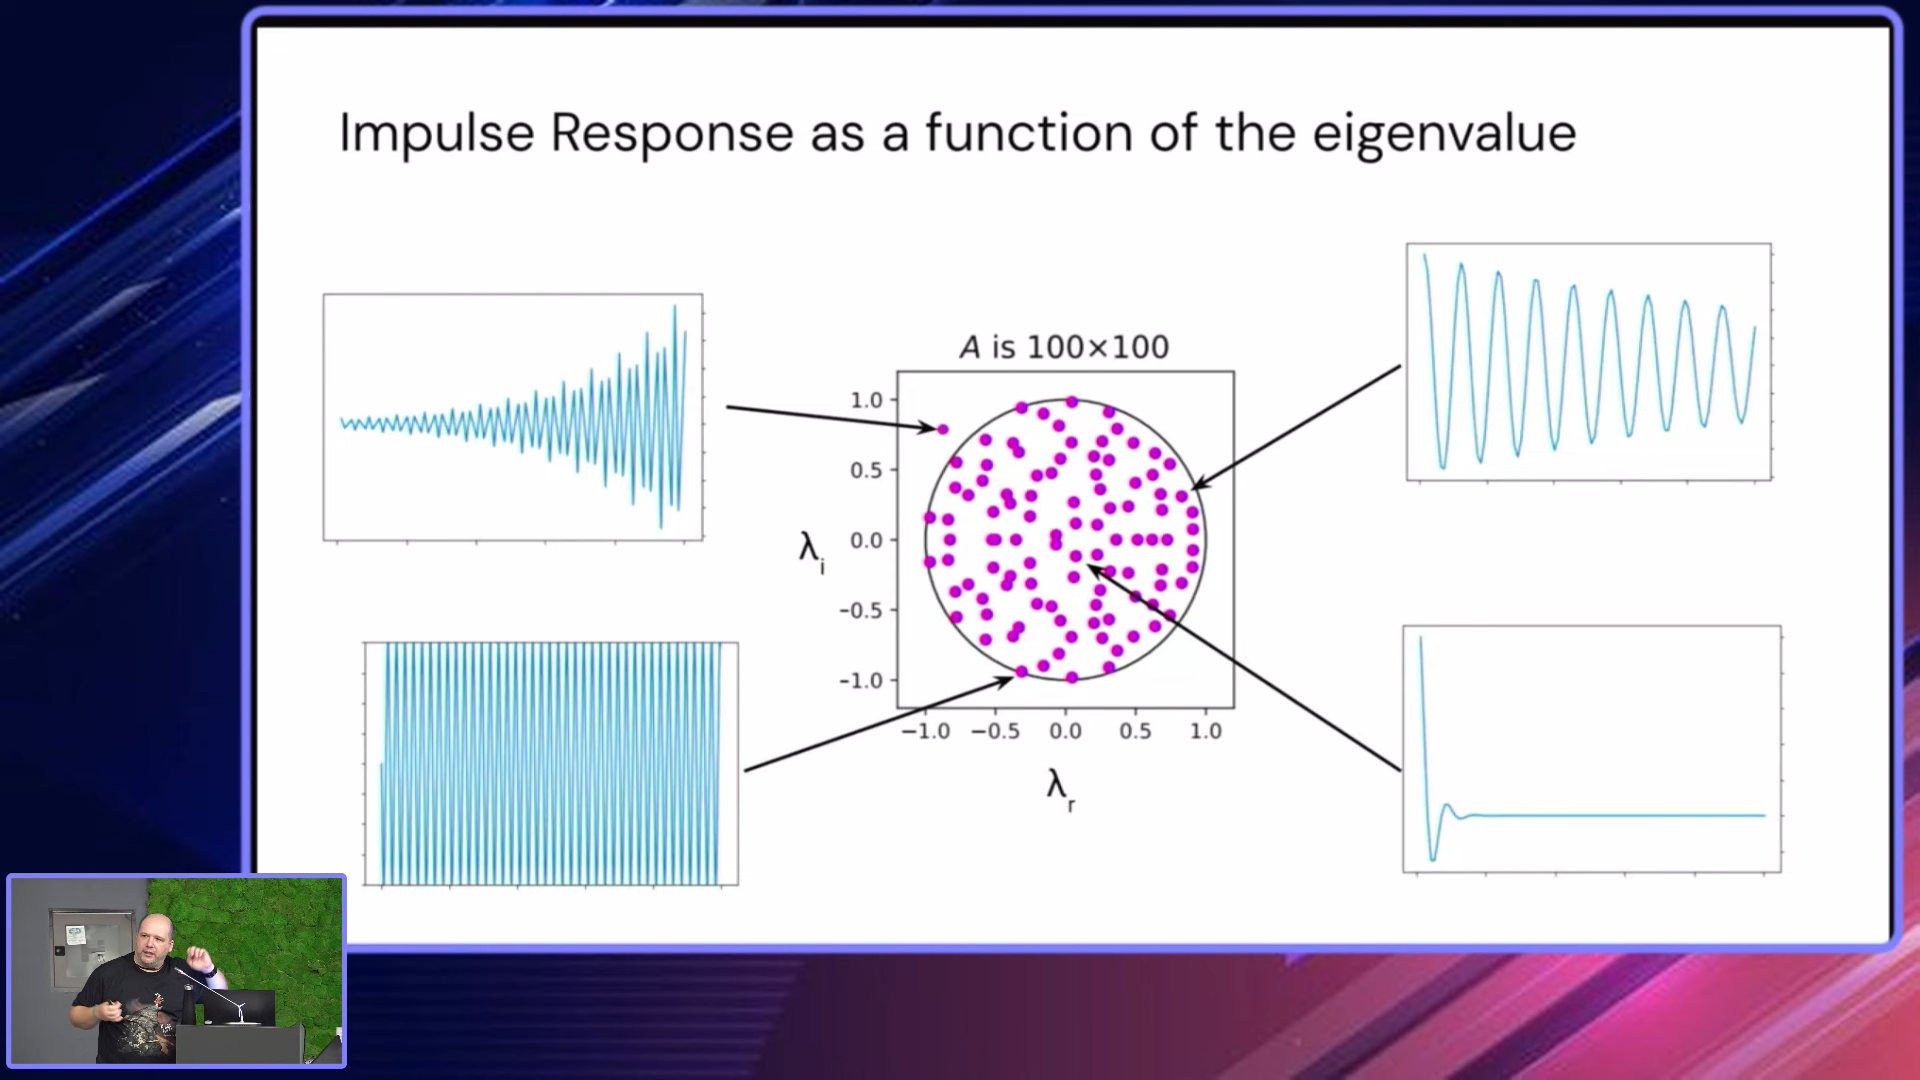 Impulse Response as a function of the eigenvalue
A is 100×100
1.0
0.5
0.0
−0.5
−1.0
λi
−1.0 −0.5 0.0 0.5 1.0
λr